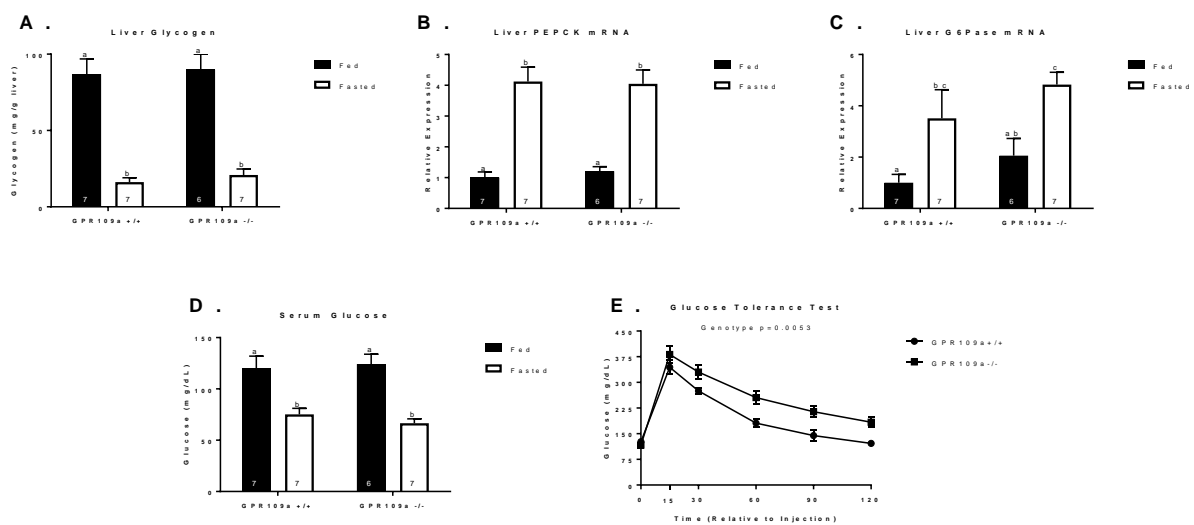 A .
Liver Glycogen
Glycogen (mg/g liver)
100
50
0
a
b
a
b
7
7
6
7
GPR109a +/+
GPR109a -/-
Fed
Fasted
B .
Liver PEPCK mRNA
Relative Expression
5
4
3
2
1
0
a
b
a
b
7
7
6
7
GPR109a +/+
GPR109a -/-
Fed
Fasted
C .
Liver G6Pase mRNA
Relative Expression
6
4
2
0
a
bc
ab
c
7
7
6
7
GPR109a +/+
GPR109a -/-
Fed
Fasted
D .
Serum Glucose
Glucose (mg/dL)
150
100
50
0
a
b
a
b
7
7
6
7
GPR109a +/+
GPR109a -/-
Fed
Fasted
E .
Glucose Tolerance Test
Genotype p=0.0053
Glucose (mg/dL)
450
375
300
225
150
75
0
0
15
30
60
90
120
Time (Relative to Injection)
GPR109a+/+
GPR109a-/-